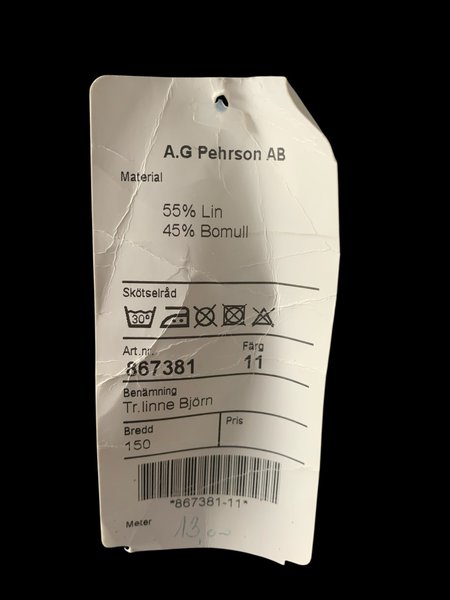 A.G Pehrson AB
Material
55% Lin
45% Bomull
Skötselråd
30°
Art.nr. Färg
867381 11
Benämning
Tr.linne Björn
Bredd Pris
150
*867381-11*
Meter 13,00